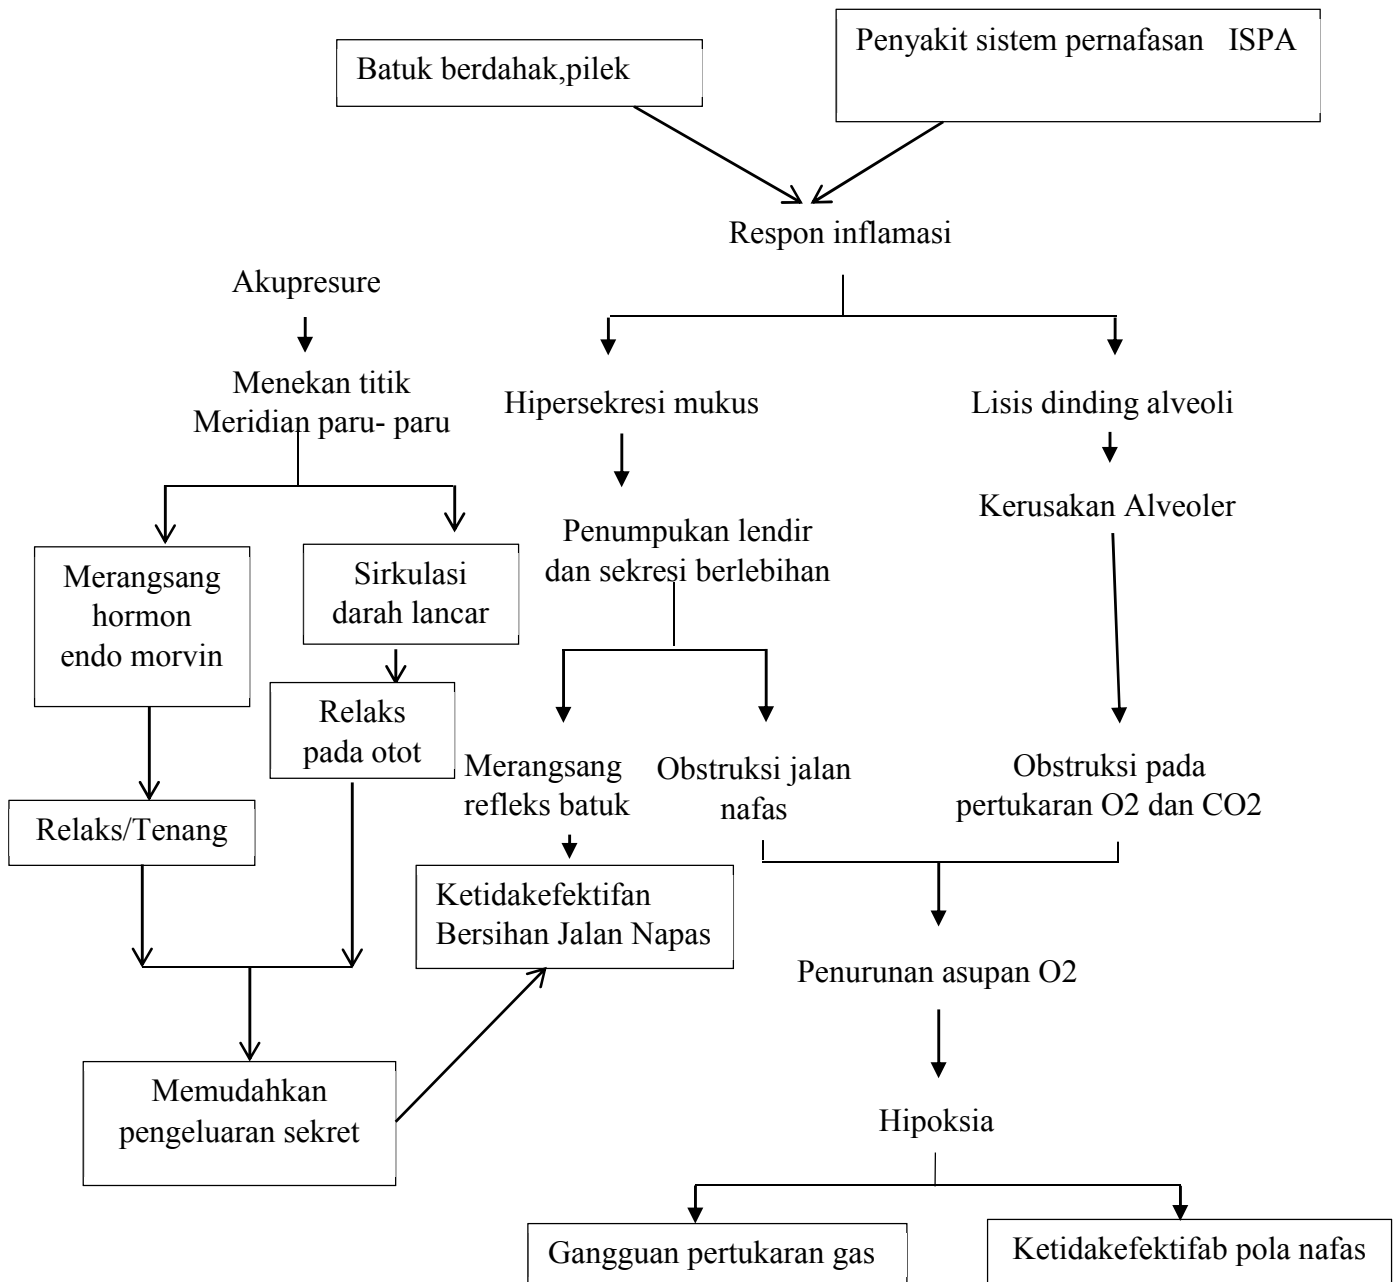 Batuk berdahak,pilek
Penyakit sistem pernafasan ISPA
Respon inflamasi
Akupresure
Menekan titik
Meridian paru- paru
Hipersekresi mukus
Lisis dinding alveoli
Kerusakan Alveoler
Penumpukan lendir
dan sekresi berlebihan
Merangsang
hormon
endo morvin
Sirkulasi
darah lancar
Relaks
pada otot
Merangsang
refleks batuk
Obstruksi jalan
nafas
Obstruksi pada
pertukaran O2 dan CO2
Relaks/Tenang
Ketidakefektifan
Bersihan Jalan Napas
Penurunan asupan O2
Memudahkan
pengeluaran sekret
Hipoksia
Gangguan pertukaran gas
Ketidakefektifab pola nafas